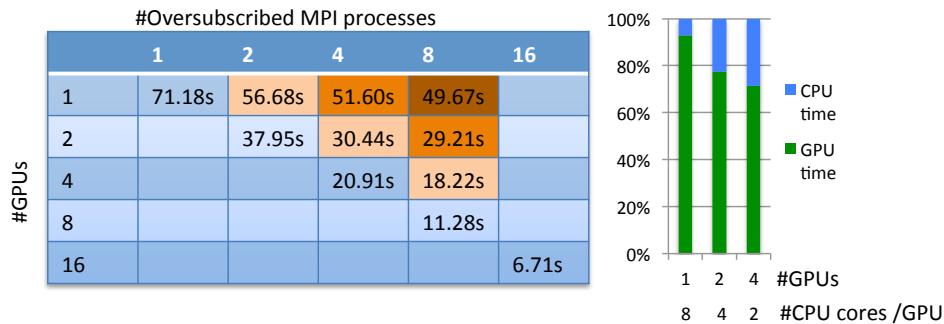 #Oversubscribed MPI processes
1 2 4 8 16
1 71.18s 56.68s 51.60s 49.67s
2 37.95s 30.44s 29.21s
4 20.91s 18.22s
8 11.28s
16 6.71s
#GPUs
100%
80%
60%
40%
20%
0%
CPU
time
GPU
time
1 2 4 #GPUs
8 4 2 #CPU cores /GPU